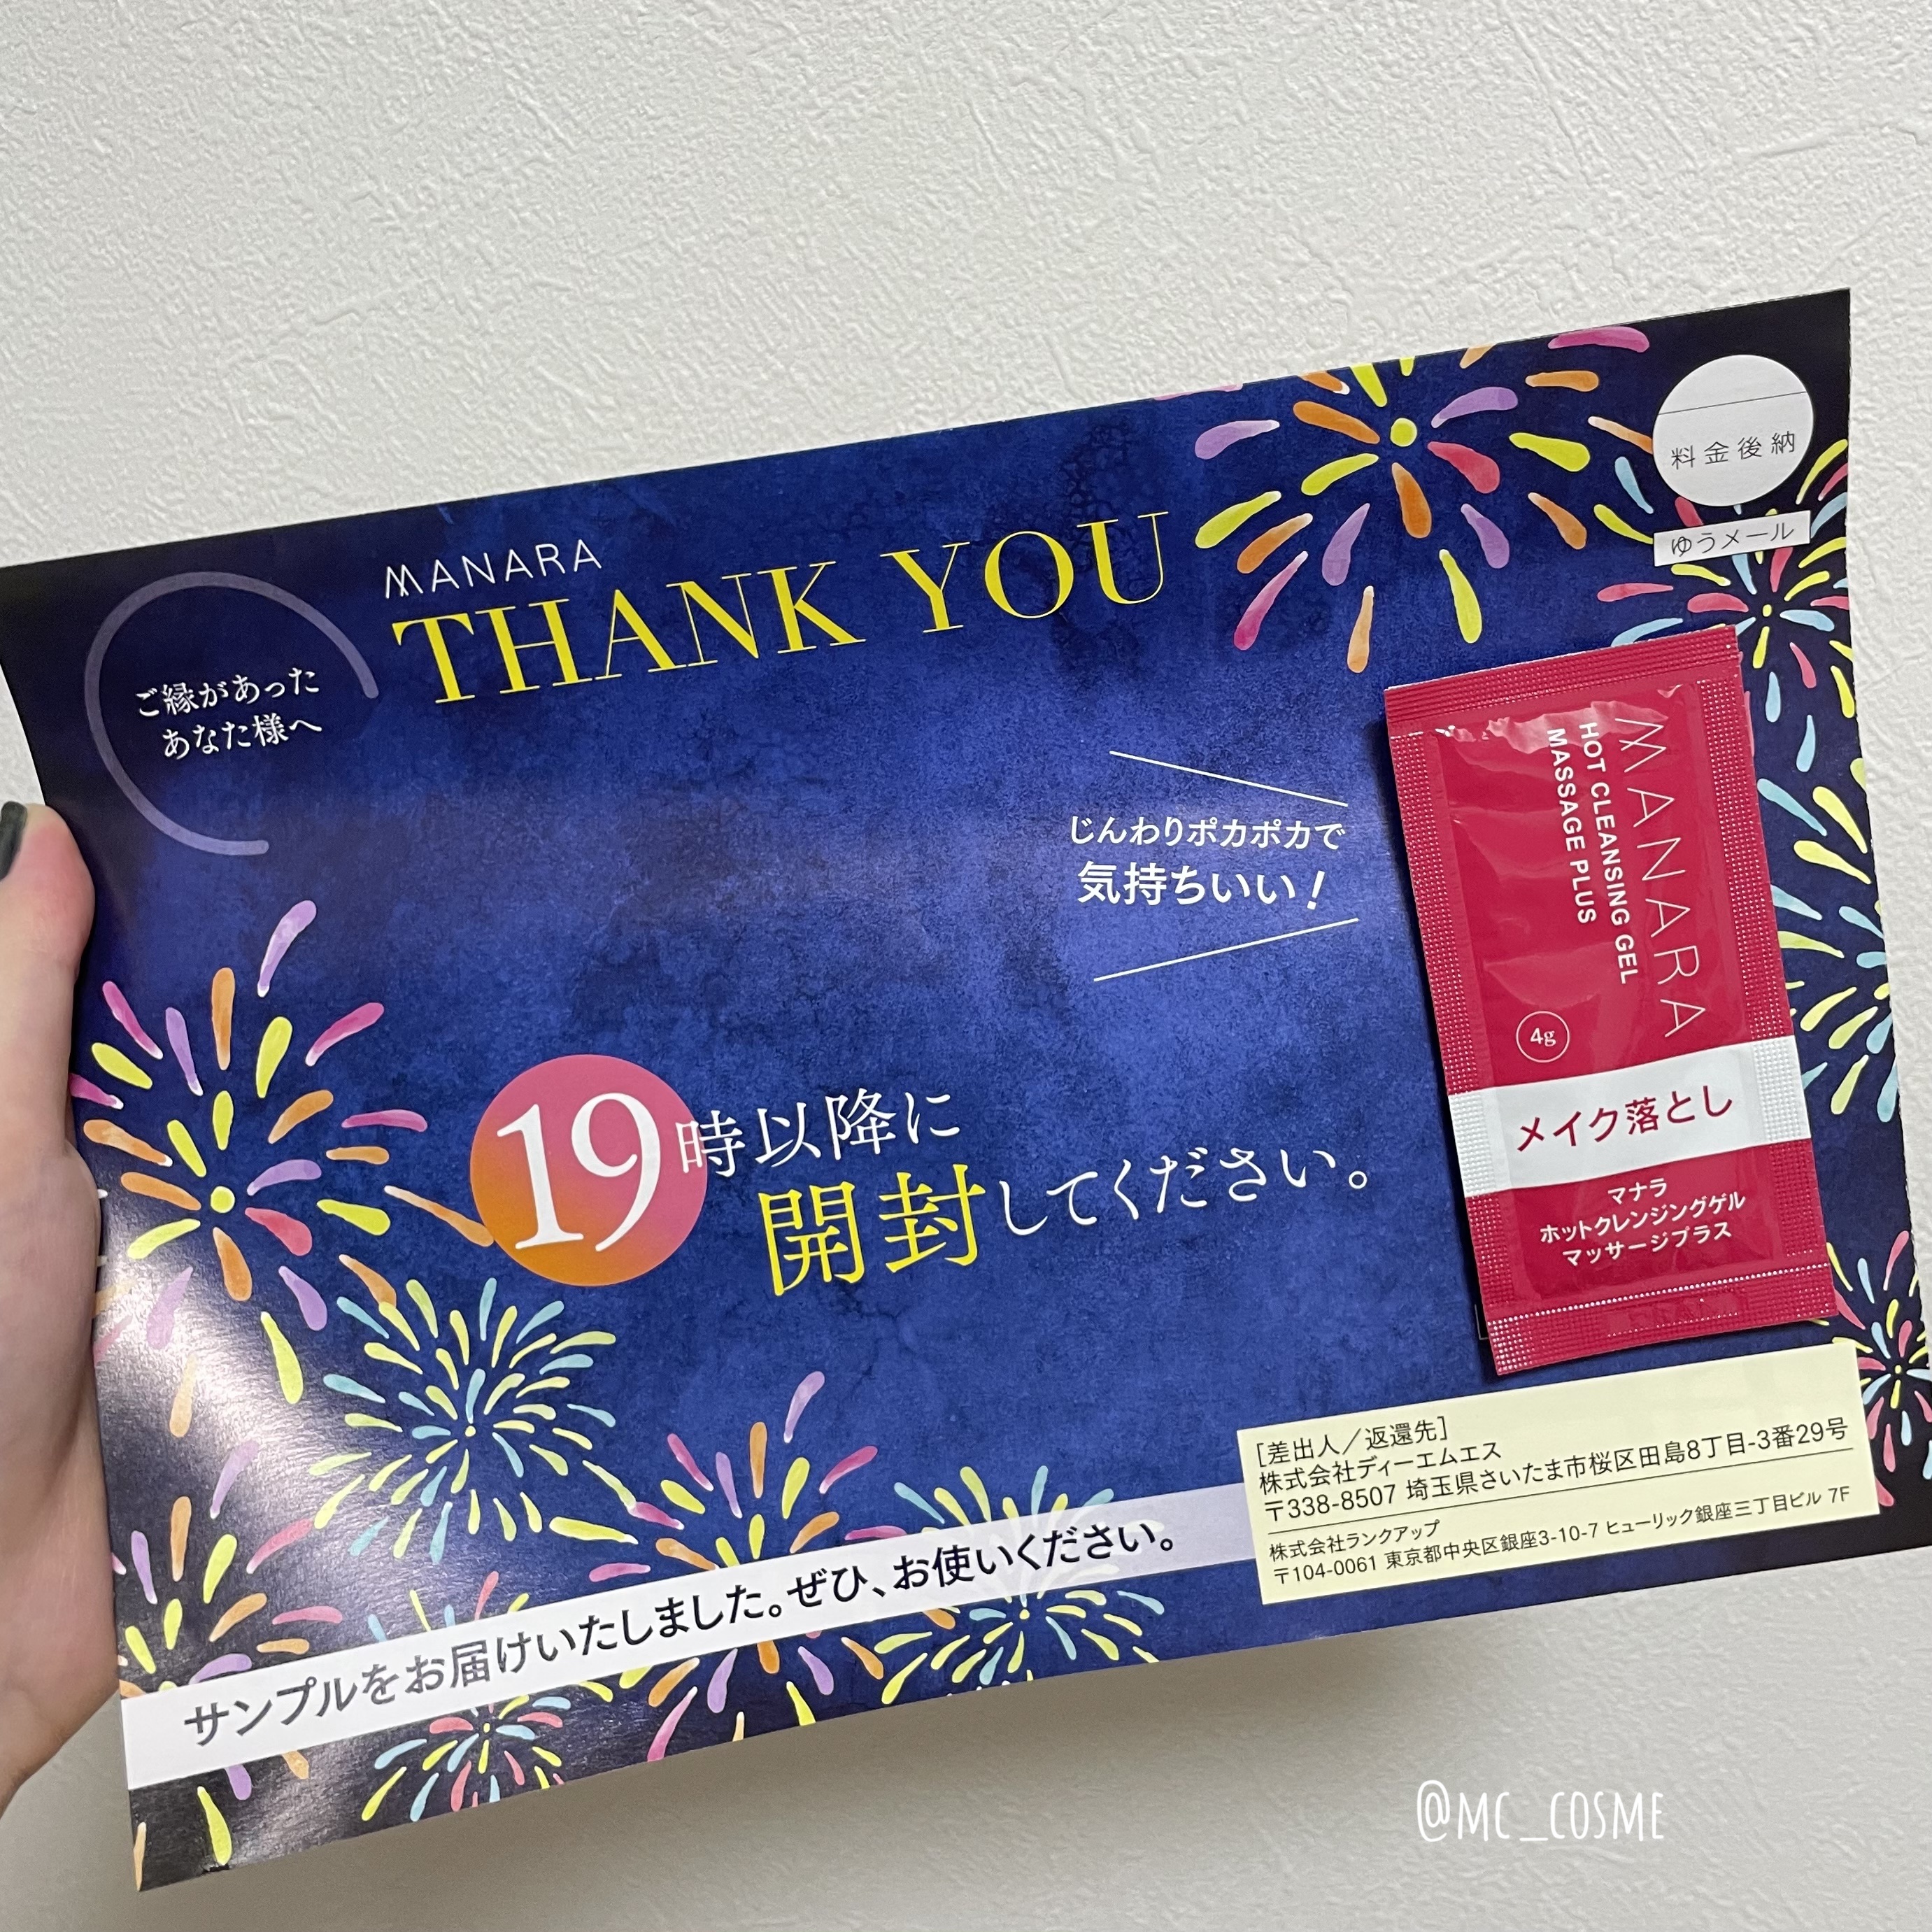 料金後納
ゆうメール
MANARA
THANK YOU
ご縁があった
あなた様へ
じんわりポカポカで
気持ちいい!
MANARA
HOT CLEANSING GEL
MASSAGE PLUS
4g
メイク落とし
マナラ
ホットクレンジングゲル
マッサージプラス
19時以降に
開封してください。
[差出人/返還先]
株式会社ディーエムエス
〒338-8507 埼玉県さいたま市桜区田島8丁目-3番29号
株式会社ランクアップ
〒104-0061 東京都中央区銀座3-10-7 ヒューリック銀座三丁目ビル 7F
サンプルをお届けいたしました。ぜひ、お使いください。
@MC_COSME